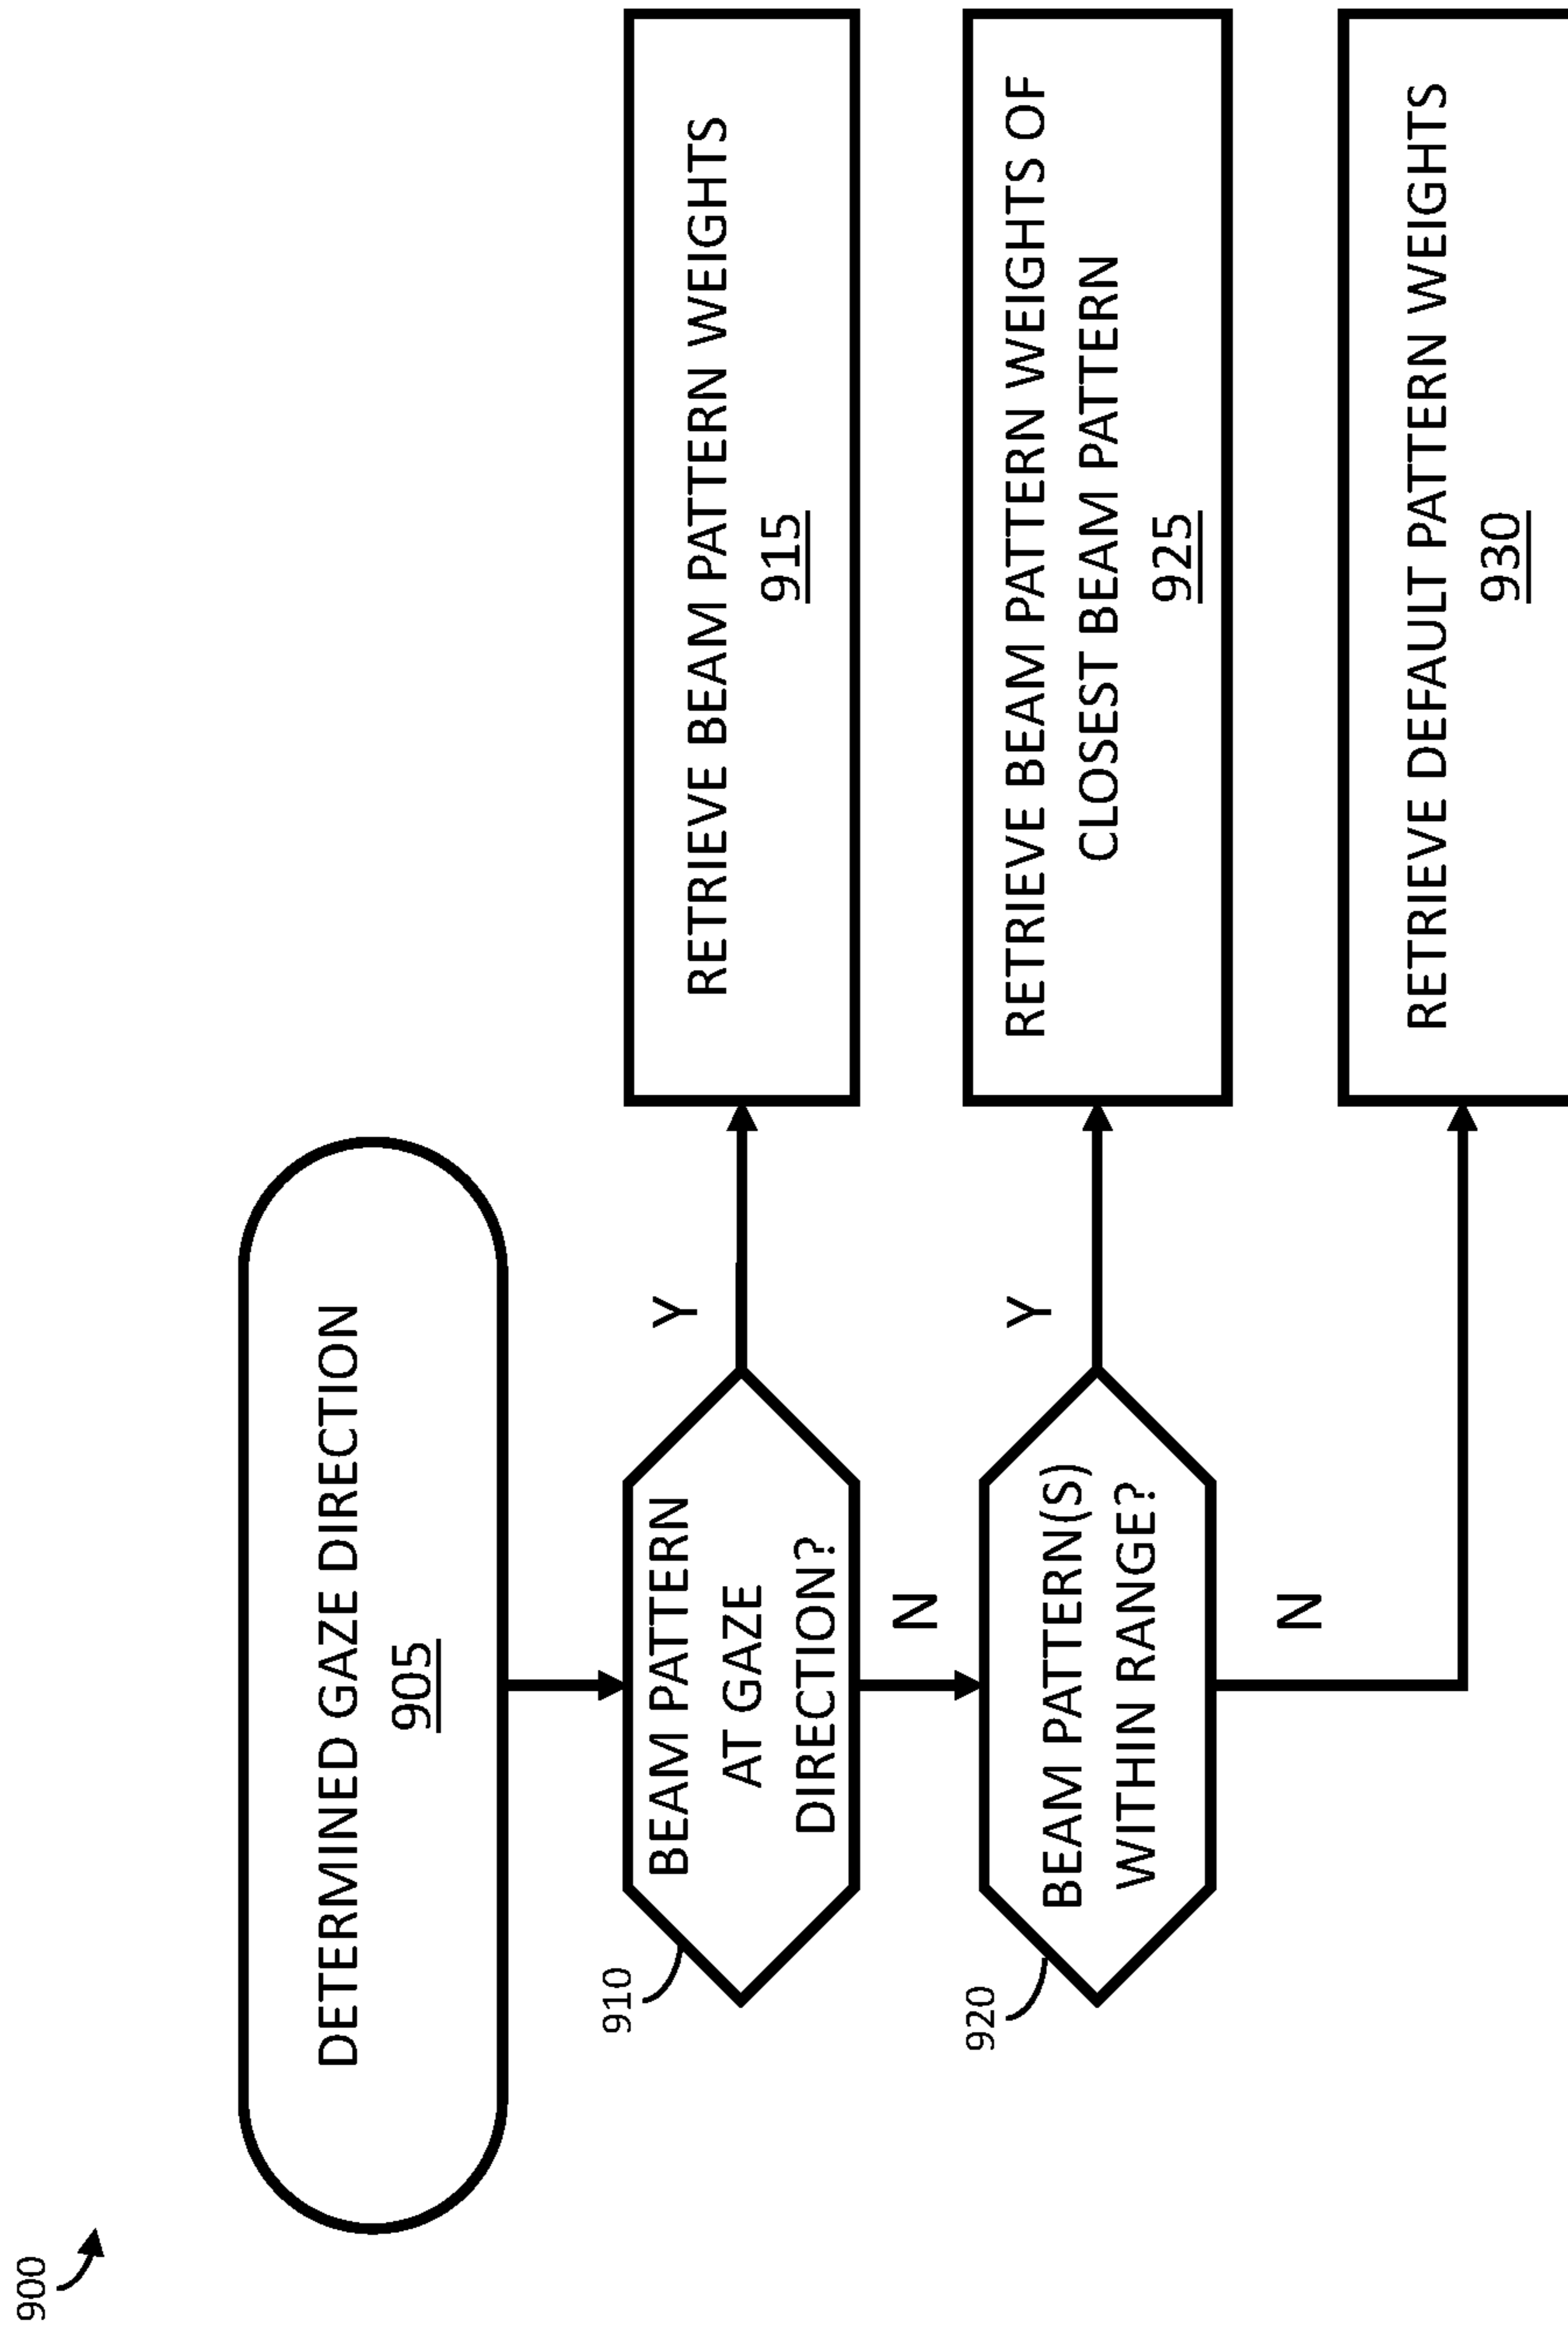 900
DETERMINED GAZE DIRECTION
905
910
BEAM PATTERN
AT GAZE
DIRECTION?
Y
RETRIEVE BEAM PATTERN WEIGHTS
915
N
920
BEAM PATTERN(S)
WITHIN RANGE?
Y
RETRIEVE BEAM PATTERN WEIGHTS OF
CLOSEST BEAM PATTERN
925
N
RETRIEVE DEFAULT PATTERN WEIGHTS
930